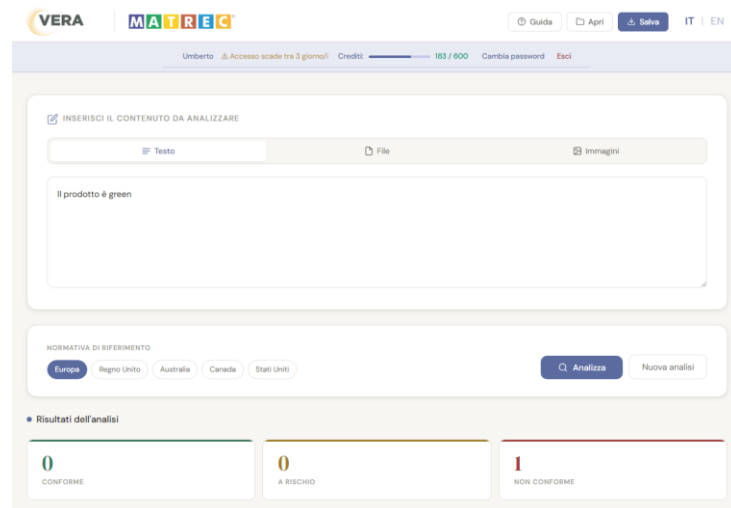 VERA MATREC Guida Apri Salva IT | EN
Umberto Accesso scade tra 3 giorno/i Crediti: 183 / 600 Cambia password Esci
INSERISCI IL CONTENUTO DA ANALIZZARE
Testo File Immagini
Il prodotto è green
NORMATIVA DI RIFERIMENTO
Europa Regno Unito Australia Canada Stati Uniti Analizza Nuova analisi
Risultati dell'analisi
0 0 1
CONFORME A RISCHIO NON CONFORME